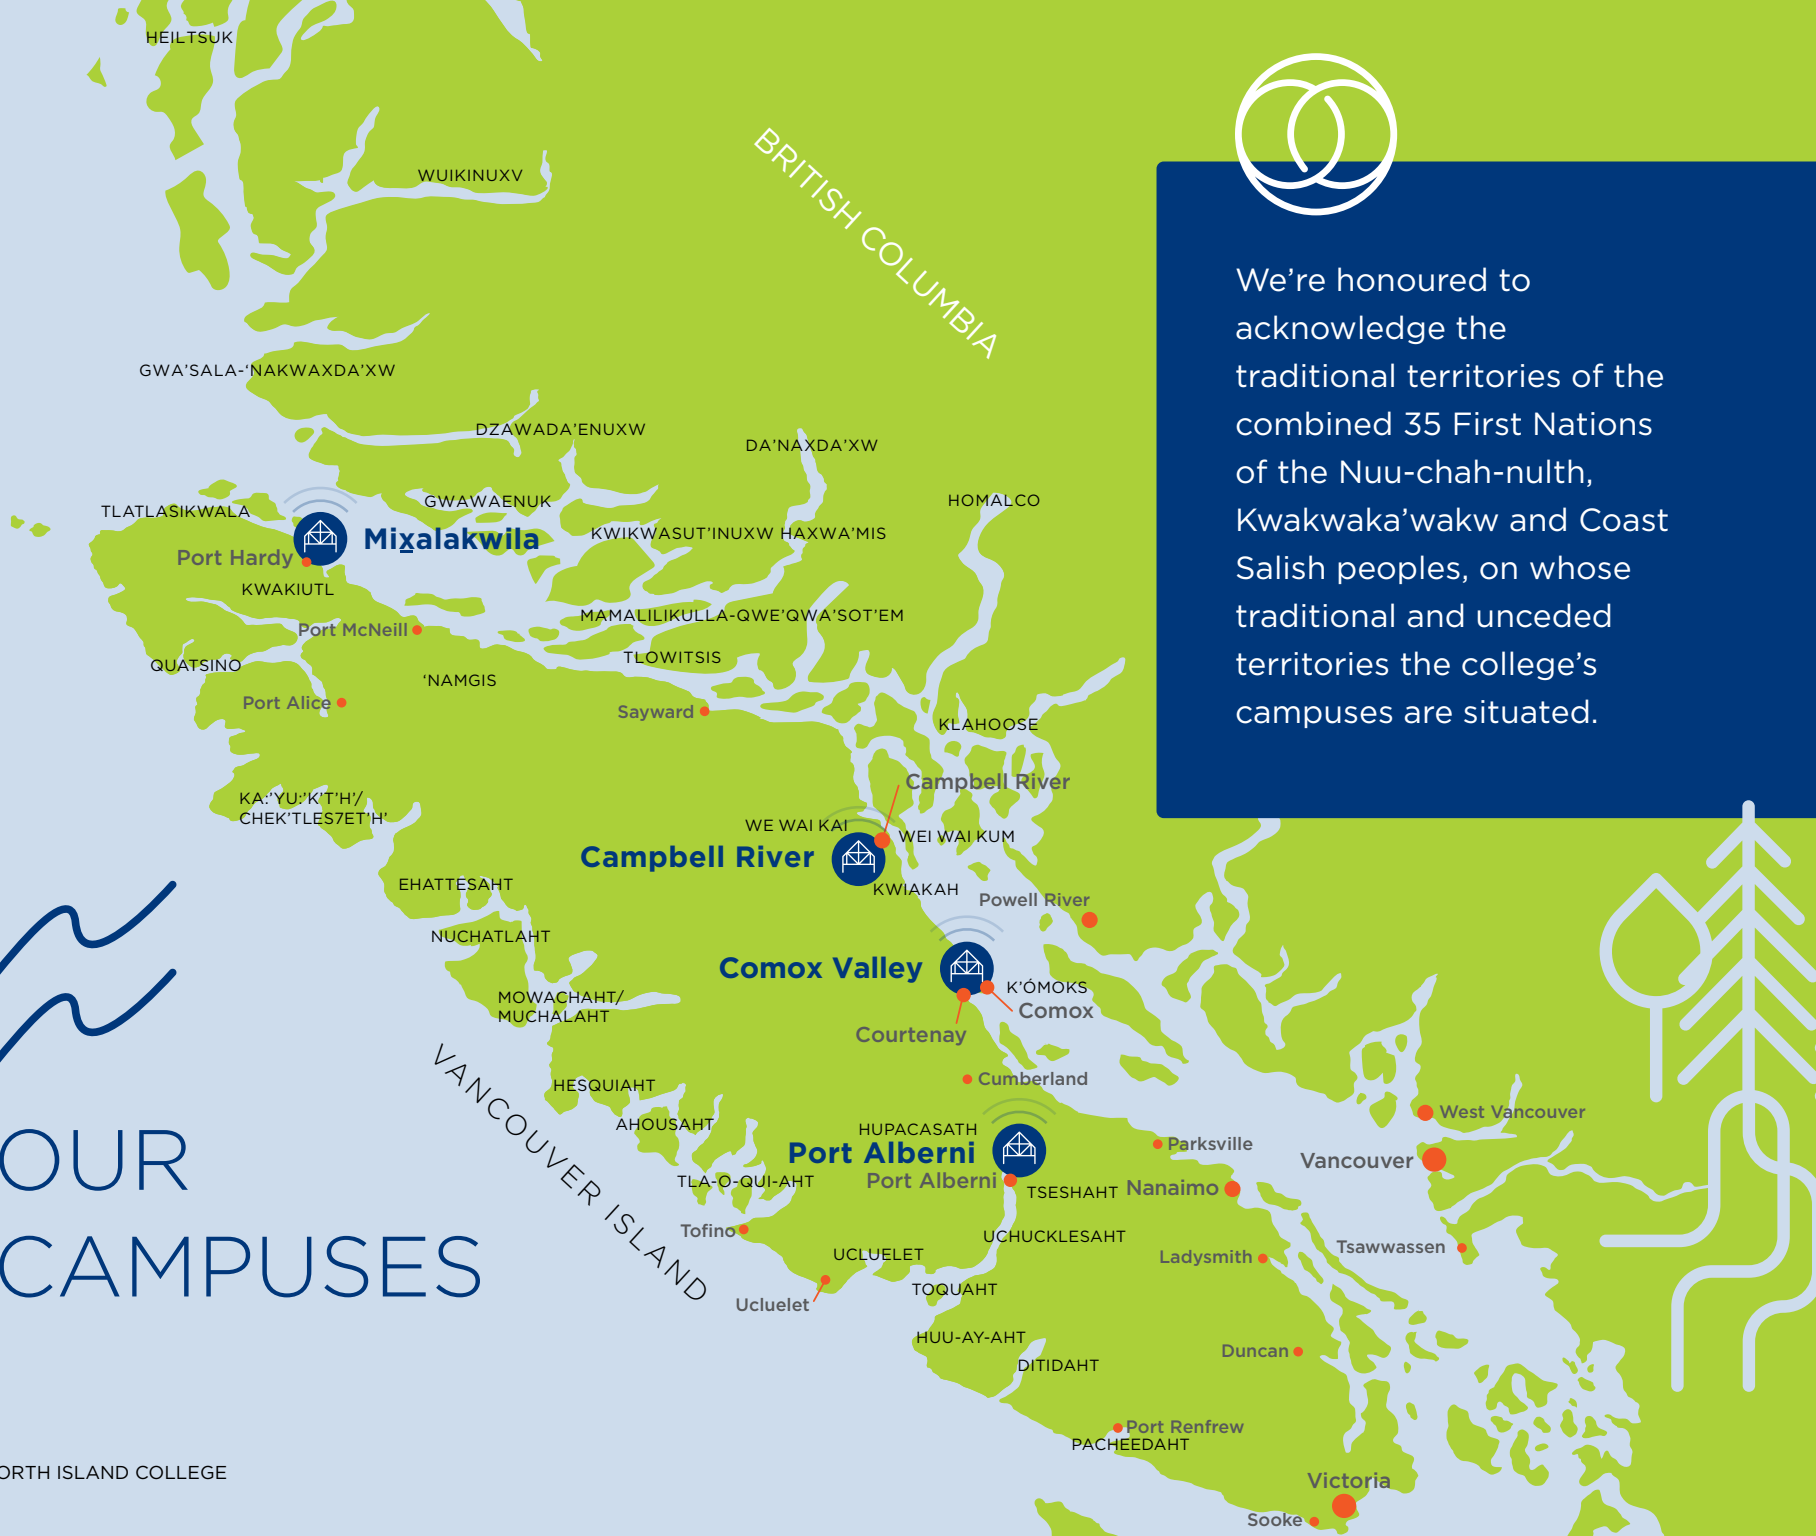 HEILTSUK
WUIKINUXV
BRITISH COLUMBIA
GWA’SALA-‘NAKWAXDA’XW
DZAWADA’ENUXW
DA’NAXDA’XW
GWAWAENUK
HOMALCO
TLATLASIKWALA
KWIKWASUT’INUXW HAXWA’MIS
Mix̲alakwila
Port Hardy
KWAKIUTL
MAMALILIKULLA-QWE’QWA’SOT’EM
Port McNeill
TLOWITSIS
QUATSINO
‘NAMGIS
Port Alice
Sayward
KLAHOOSE
Campbell River
KA:’YU:’K’T’H’/
CHEK’TLES7ET’H’
WE WAI KAI
WEI WAI KUM
Campbell River
EHATTESAHT
KWIAKAH
Powell River
NUCHATLAHT
Comox Valley
K’ÓMOKS
MOWACHAHT/
MUCHALAHT
Comox
Courtenay
VANCOUVER ISLAND
HESQUIAHT
Cumberland
AHOUSAHT
HUPACASATH
Port Alberni
Port Alberni
TLA-O-QUI-AHT
TSESHAHT
Tofino
UCHUCKLESAHT
UCLUELET
TOQUAHT
Ucluelet
HUU-AY-AHT
DITIDAHT
Port Renfrew
PACHEEDAHT
West Vancouver
Parksville
Vancouver
Nanaimo
Ladysmith
Tsawwassen
Duncan
Victoria
Sooke
We’re honoured to
acknowledge the
traditional territories of the
combined 35 First Nations
of the Nuu-chah-nulth,
Kwakwaka’wakw and Coast
Salish peoples, on whose
traditional and unceded
territories the college’s
campuses are situated.
OUR
CAMPUSES
ORTH ISLAND COLLEGE